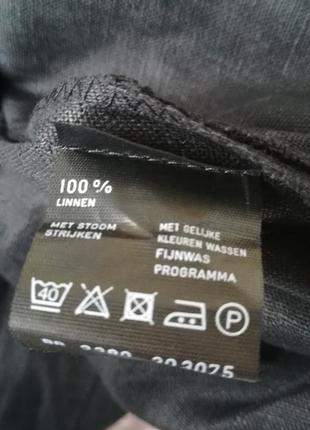 100 %
LINNEN
MET STOOM
STRIJKEN
MET GELIJKE
KLEUREN WASSEN
FIJNWAS
PROGRAMMA
40
P